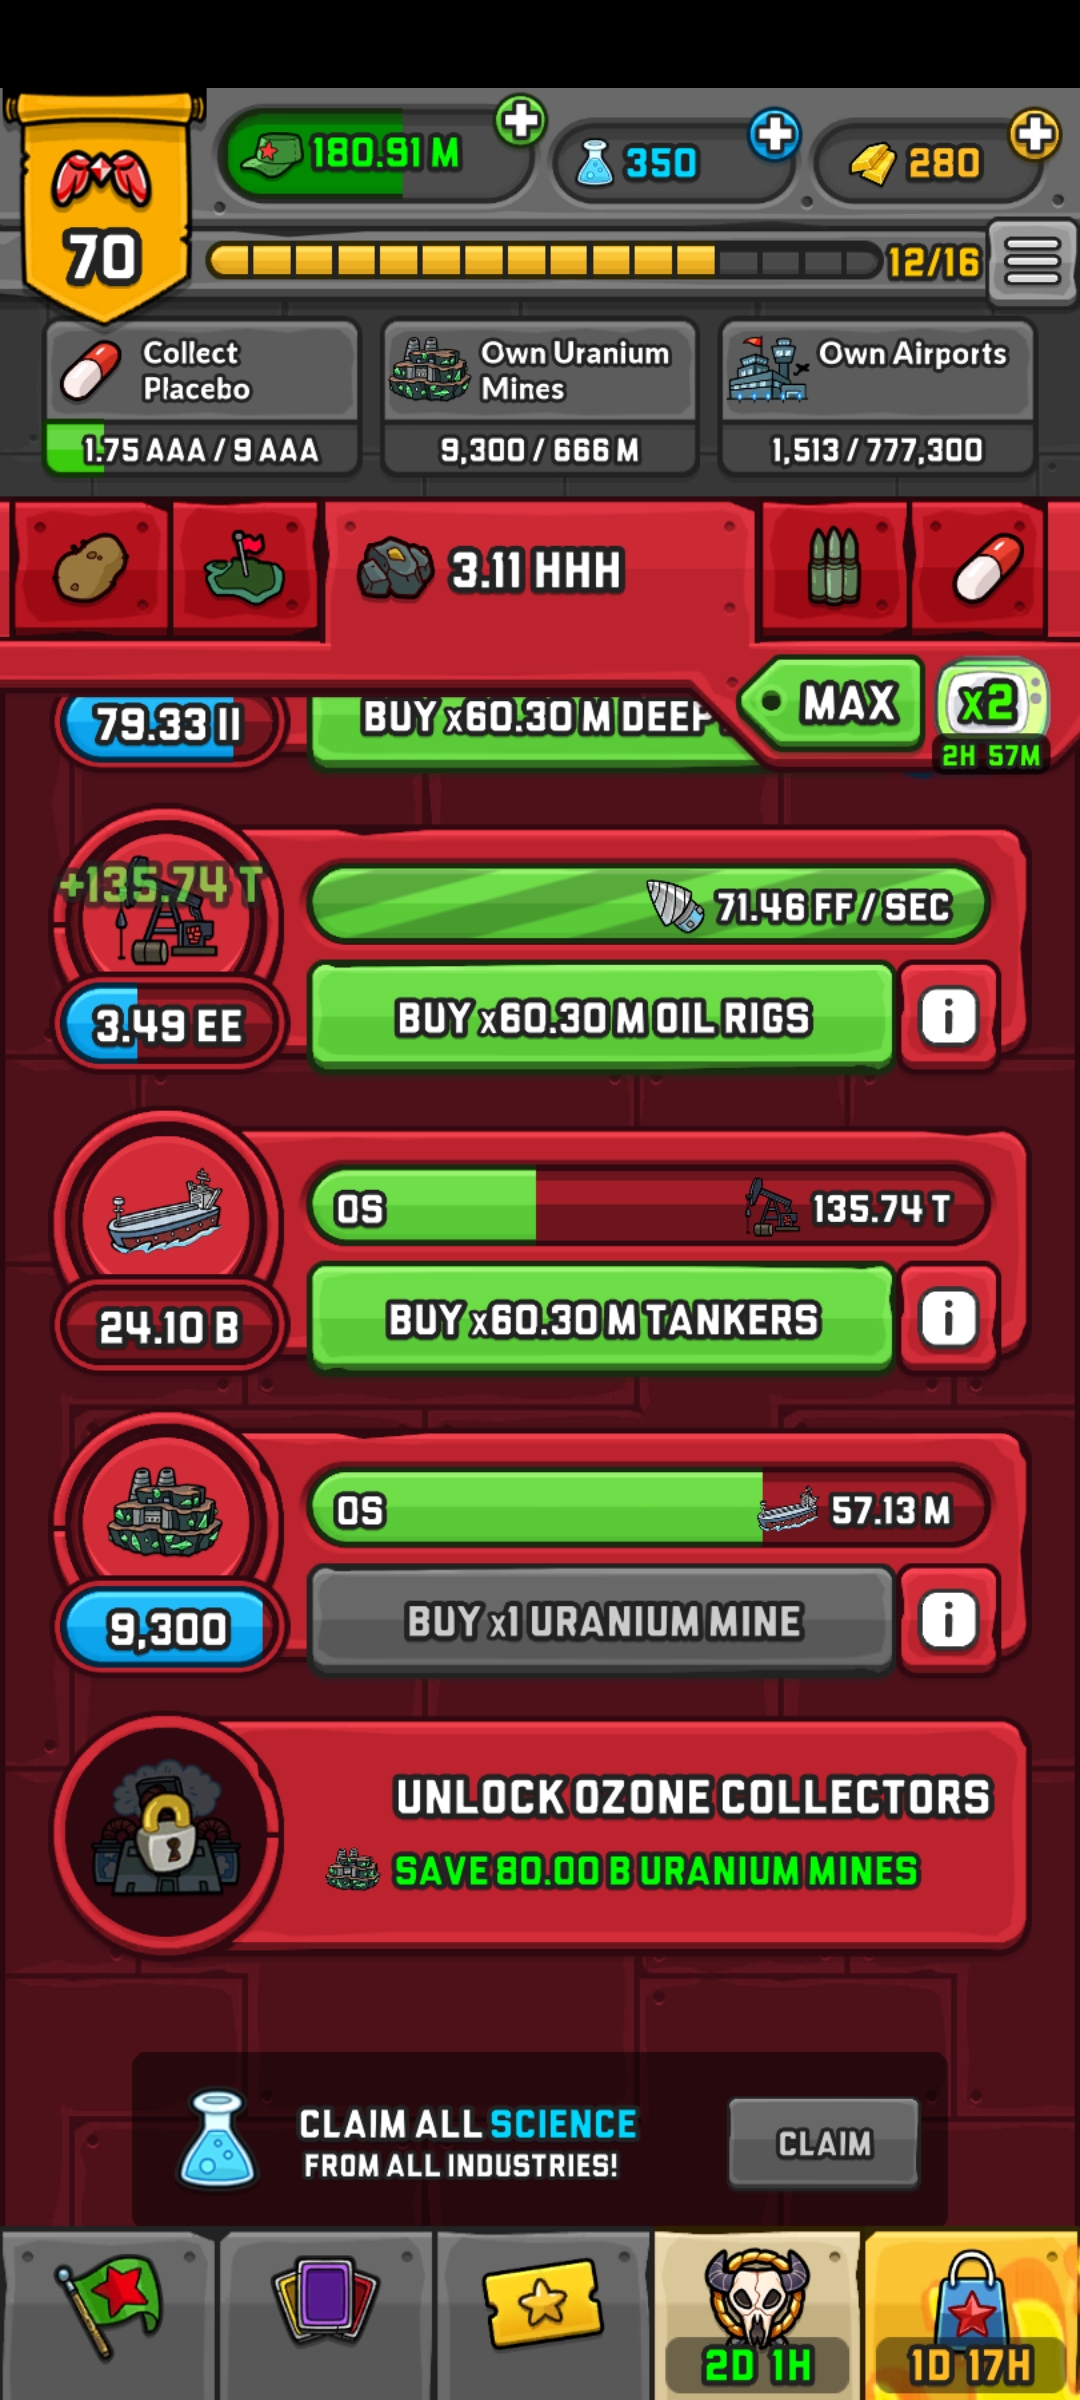 180.91 M
350
280
70
12/16
Collect
Placebo
1.75 AAA / 9 AAA
Own Uranium
Mines
9,300 / 666 M
Own Airports
1,513 / 777,300
3.11 HHH
79.33 II
BUY x60.30 M DEEP
MAX
x2
2H 57M
+135.74 T
71.46 FF / SEC
3.49 EE
BUY x60.30 M OIL RIGS
i
0S
135.74 T
24.10 B
BUY x60.30 M TANKERS
i
0S
57.13 M
9,300
BUY x1 URANIUM MINE
i
UNLOCK OZONE COLLECTORS
SAVE 80.00 B URANIUM MINES
CLAIM ALL SCIENCE
FROM ALL INDUSTRIES!
CLAIM
2D 1H
1D 17H